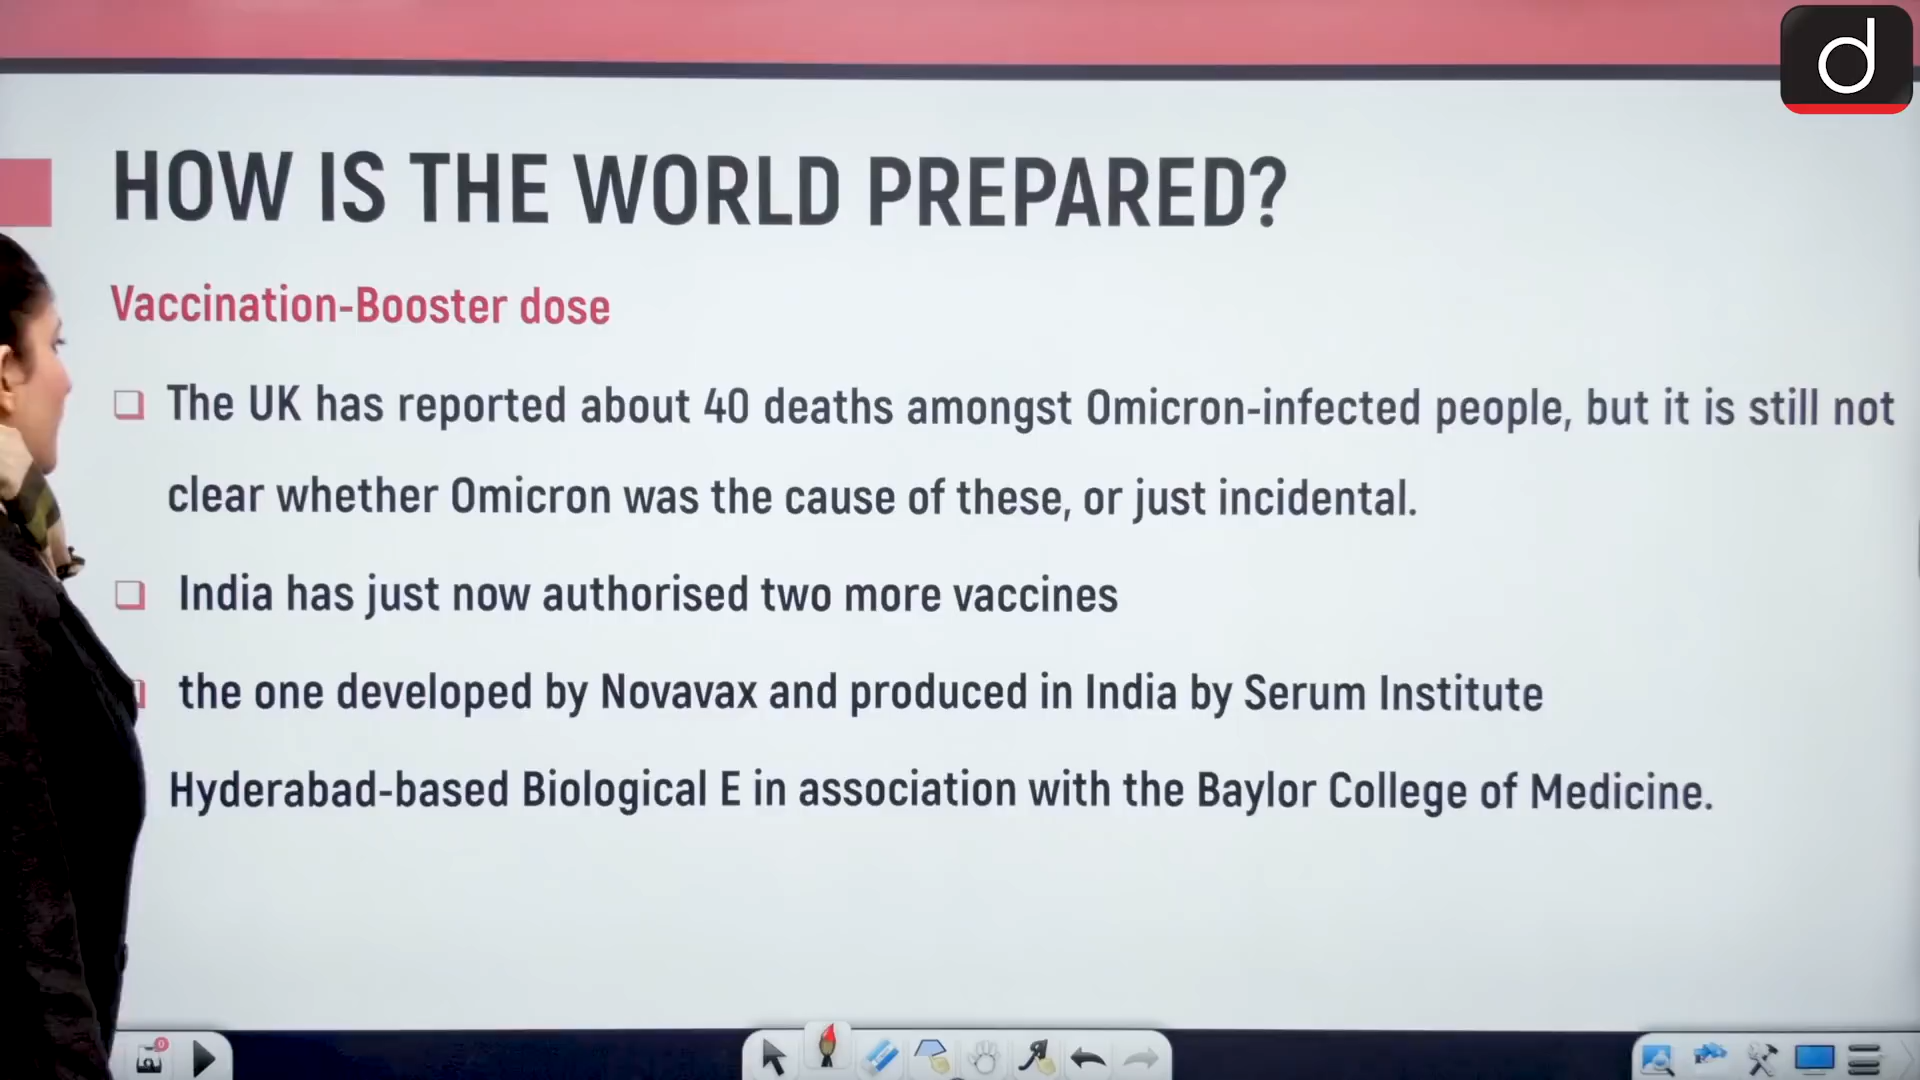 d
HOW IS THE WORLD PREPARED?
Vaccination-Booster dose
The UK has reported about 40 deaths amongst Omicron-infected people, but it is still not
clear whether Omicron was the cause of these, or just incidental.
India has just now authorised two more vaccines
the one developed by Novavax and produced in India by Serum Institute
Hyderabad-based Biological E in association with the Baylor College of Medicine.
0